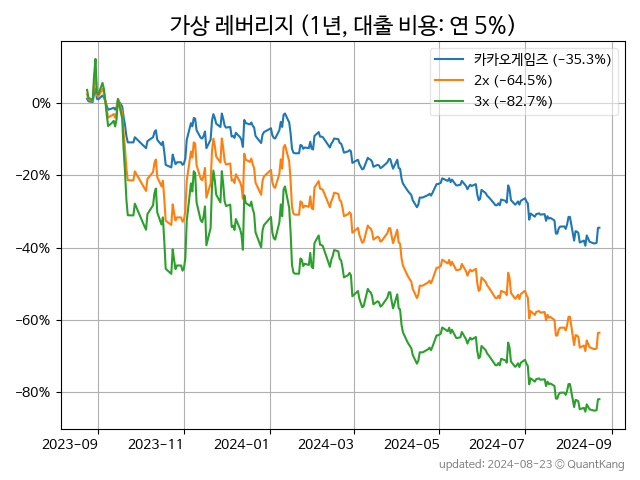 가상 레버리지 (1년, 대출 비용: 연 5%)
카카오게임즈 (−35.3%)
2x (−64.5%)
3x (−82.7%)
0%
−20%
−40%
−60%
−80%
2023−09 2023−11 2024−01 2024−03 2024−05 2024−07 2024−09
updated: 2024−08−23 © QuantKang